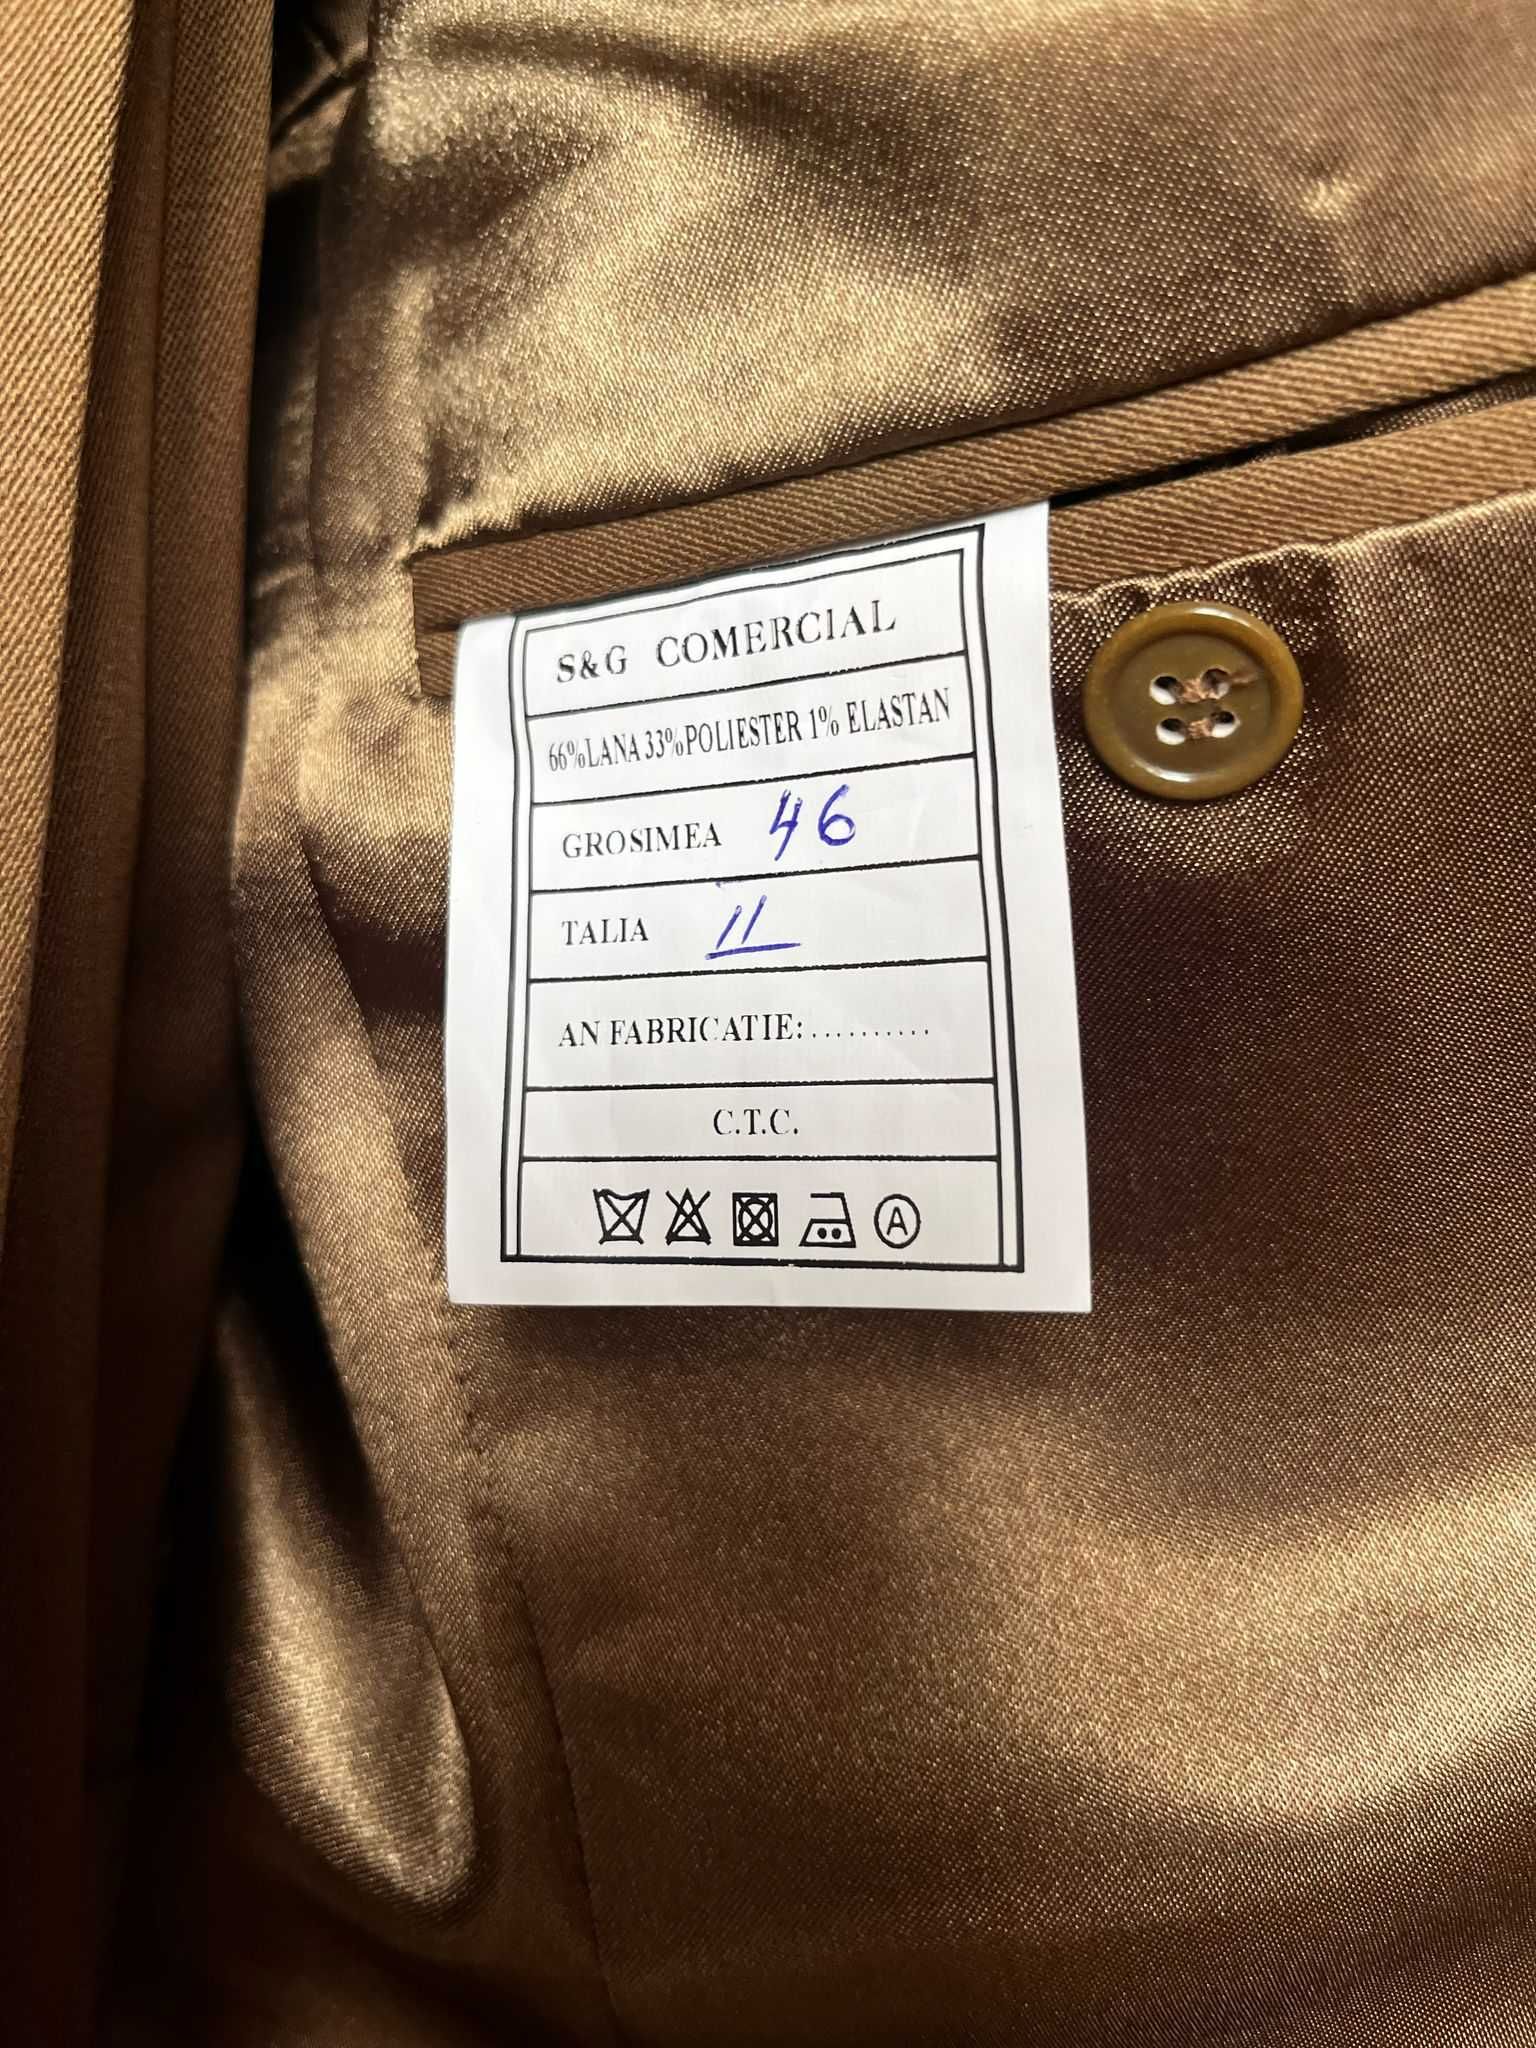 S&G COMERCIAL
66%LANA 33%POLIESTER 1% ELASTAN
GROSIMEA 46
TALIA II
AN FABRICATIE:..........
C.T.C.
A